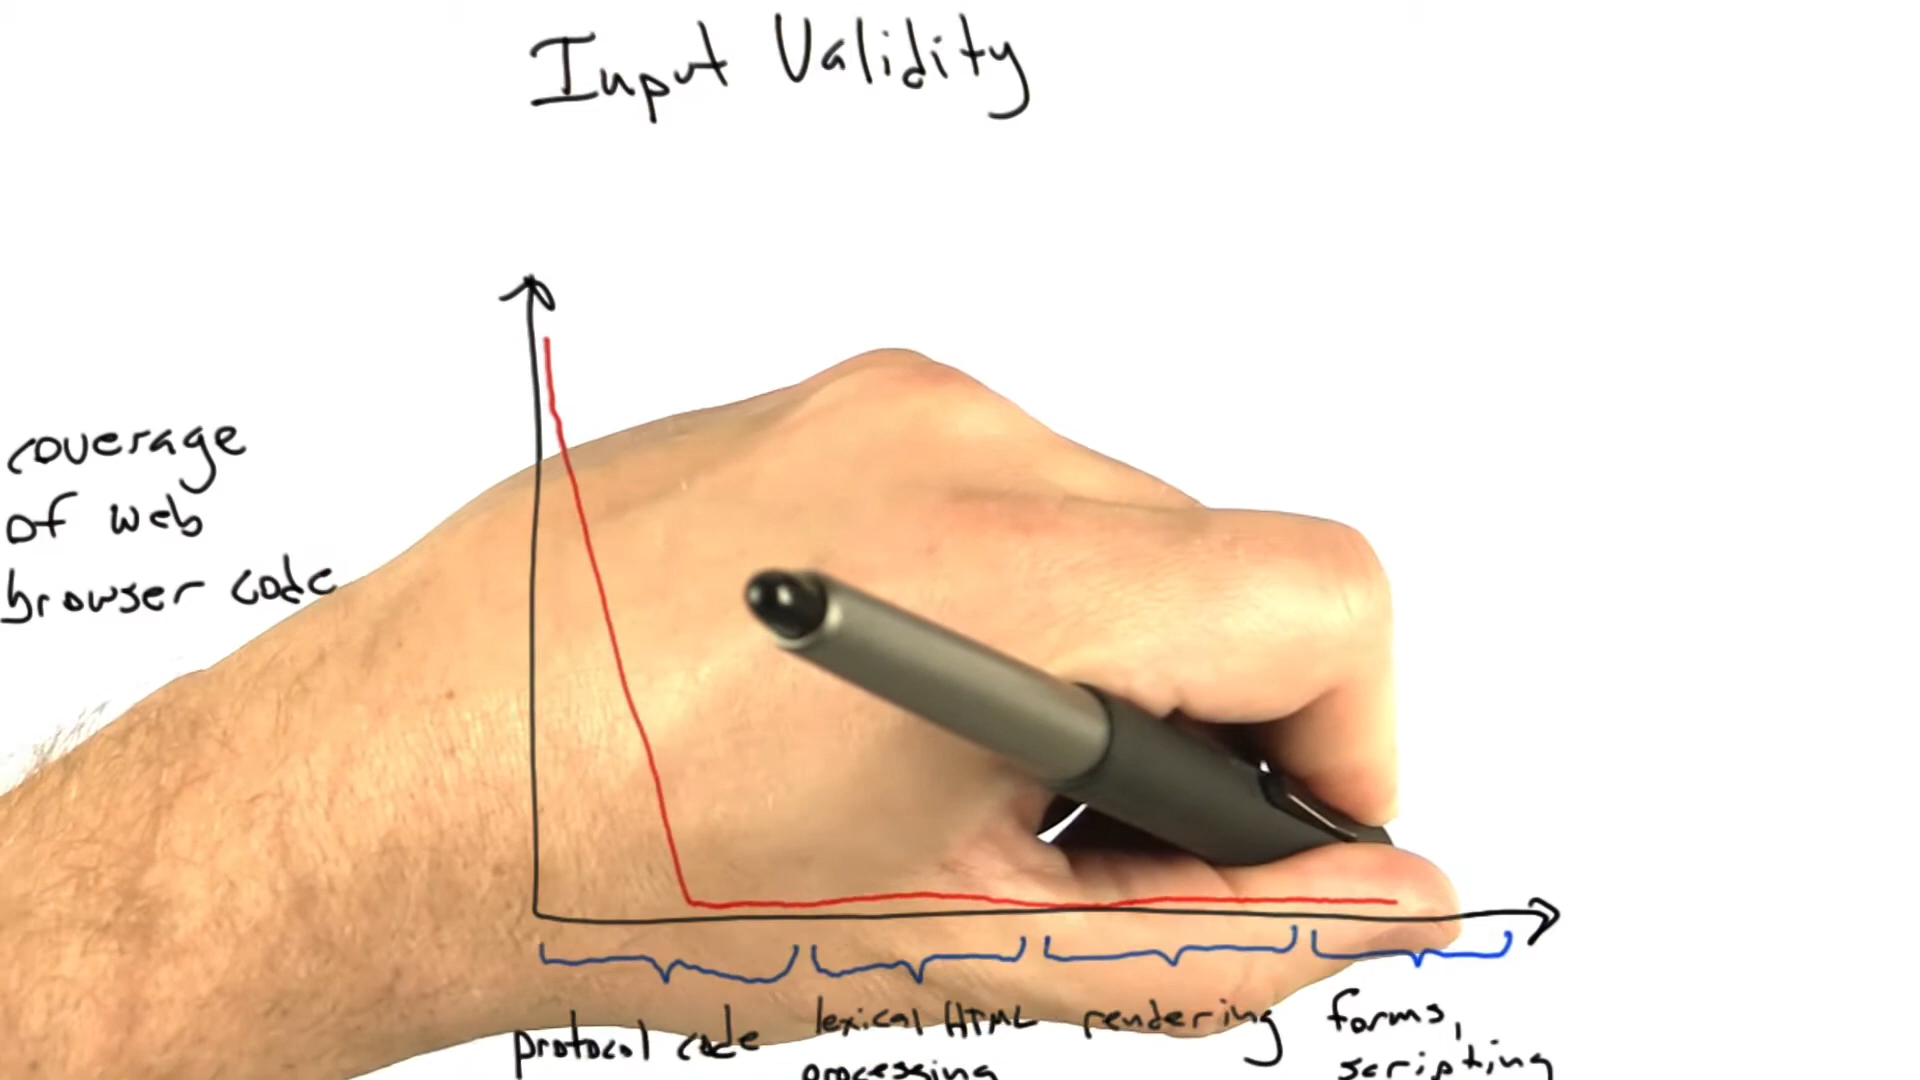 Input Validity
coverage
of web
browser code
protocol code
lexical HTML
processing
rendering
forms,
scripting